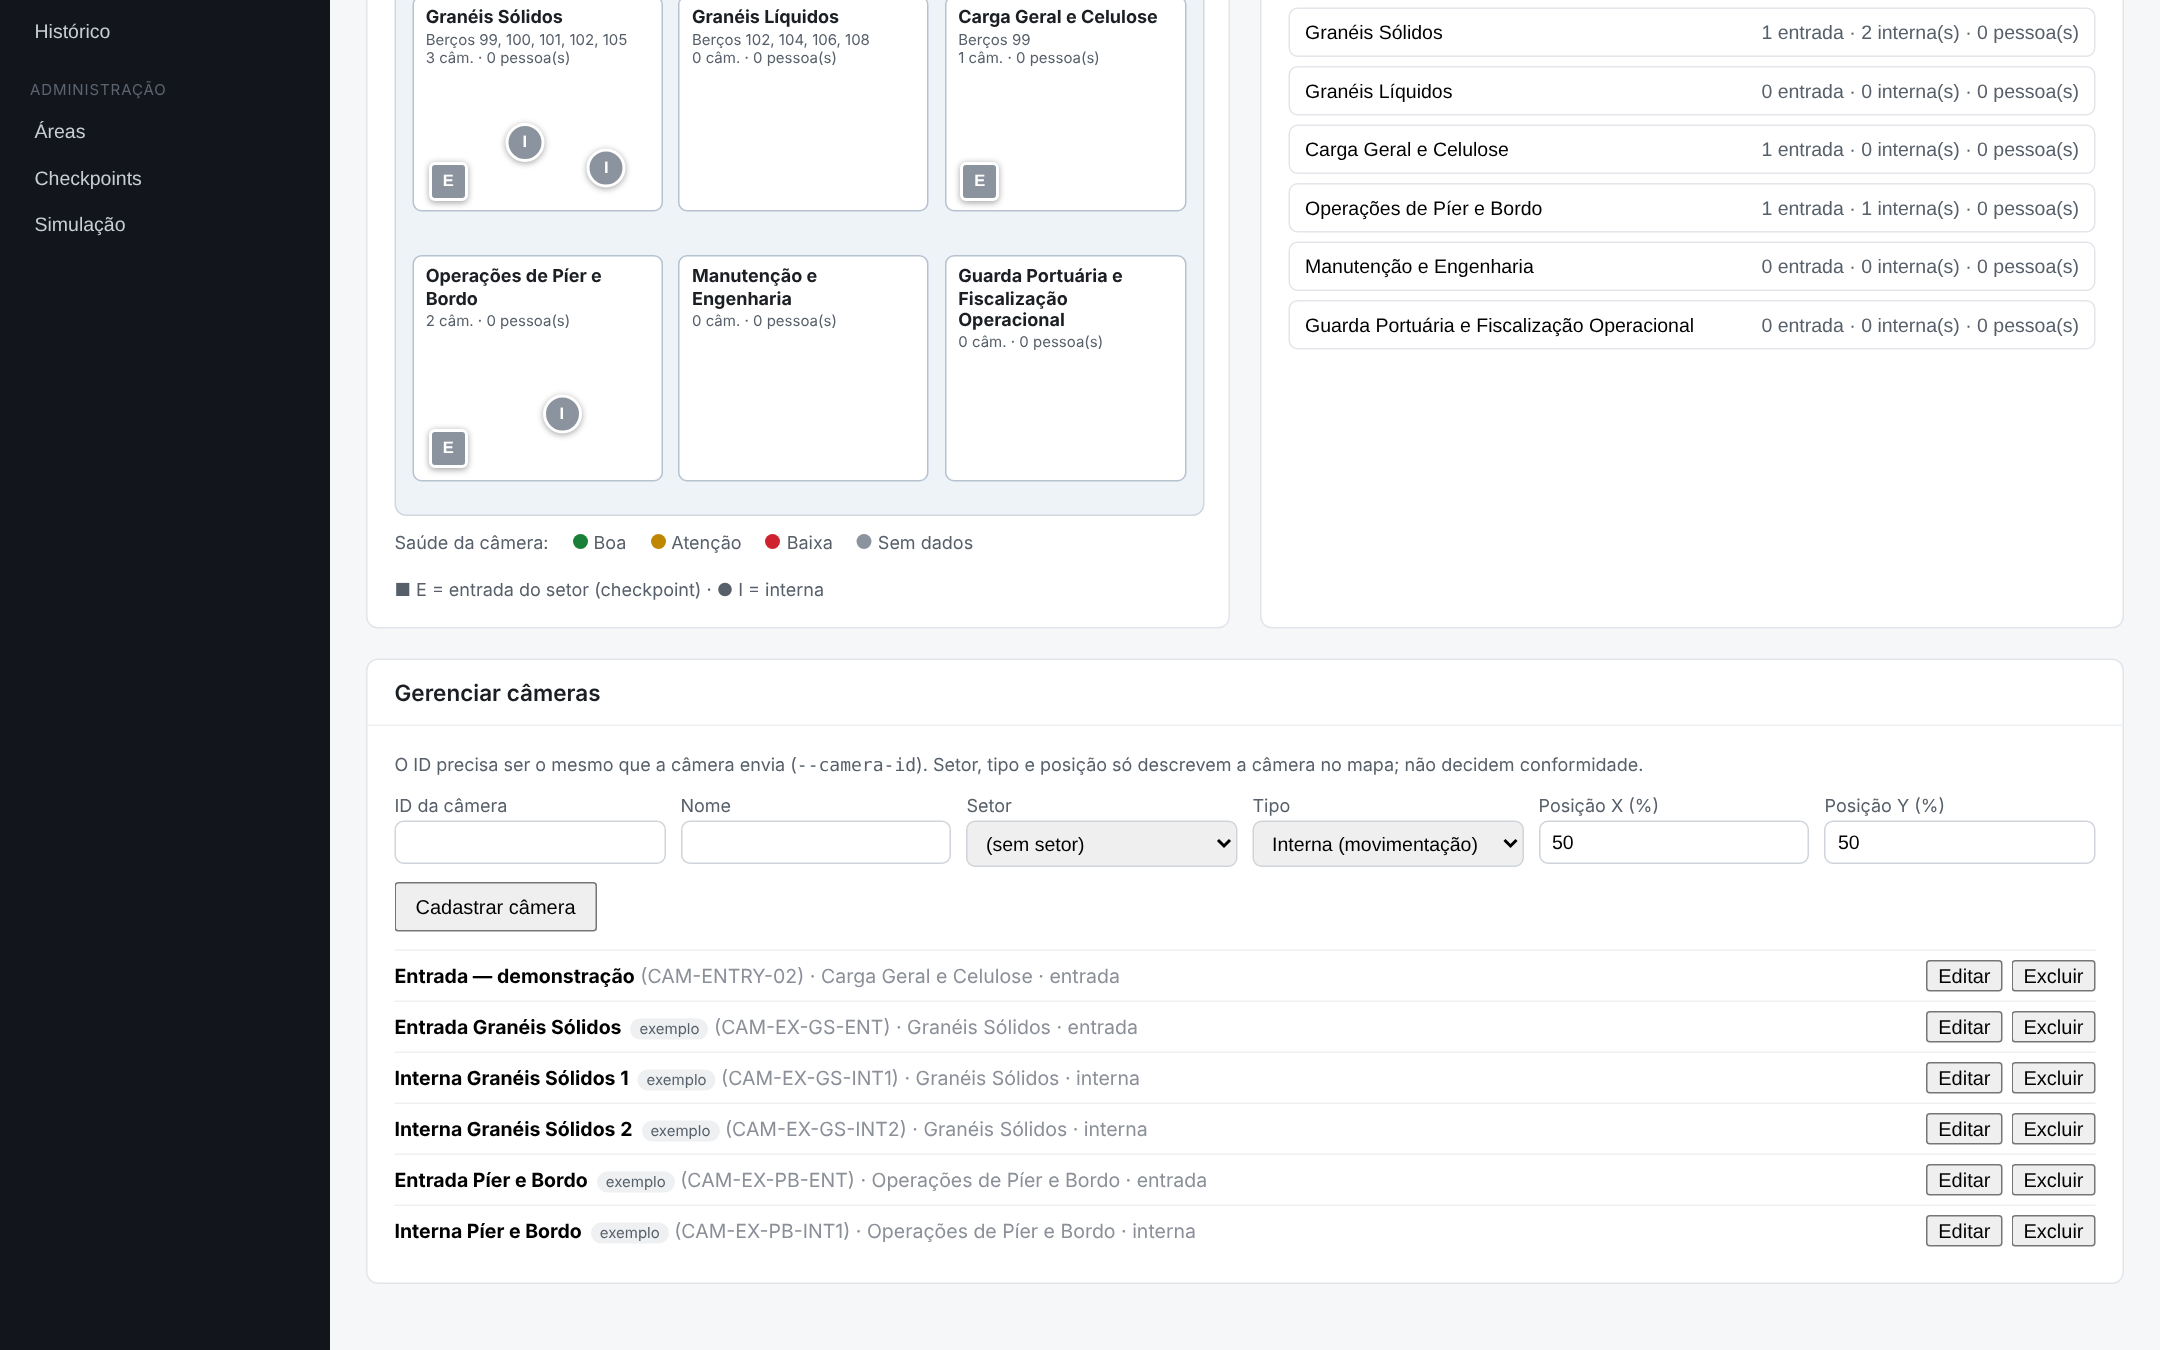 Histórico
ADMINISTRAÇÃO
Áreas
Checkpoints
Simulação
Granéis Sólidos
Berços 99, 100, 101, 102, 105
3 câm. · 0 pessoa(s)
I
I
E
Granéis Líquidos
Berços 102, 104, 106, 108
0 câm. · 0 pessoa(s)
Carga Geral e Celulose
Berços 99
1 câm. · 0 pessoa(s)
E
Operações de Píer e
Bordo
2 câm. · 0 pessoa(s)
I
E
Manutenção e
Engenharia
0 câm. · 0 pessoa(s)
Guarda Portuária e
Fiscalização
Operacional
0 câm. · 0 pessoa(s)
Saúde da câmera: Boa Atenção Baixa Sem dados
■ E = entrada do setor (checkpoint) · ● I = interna
Granéis Sólidos 1 entrada · 2 interna(s) · 0 pessoa(s)
Granéis Líquidos 0 entrada · 0 interna(s) · 0 pessoa(s)
Carga Geral e Celulose 1 entrada · 0 interna(s) · 0 pessoa(s)
Operações de Píer e Bordo 1 entrada · 1 interna(s) · 0 pessoa(s)
Manutenção e Engenharia 0 entrada · 0 interna(s) · 0 pessoa(s)
Guarda Portuária e Fiscalização Operacional 0 entrada · 0 interna(s) · 0 pessoa(s)
Gerenciar câmeras
O ID precisa ser o mesmo que a câmera envia (--camera-id). Setor, tipo e posição só descrevem a câmera no mapa; não decidem conformidade.
ID da câmera Nome Setor Tipo Posição X (%) Posição Y (%)
(sem setor) Interna (movimentação) 50 50
Cadastrar câmera
Entrada — demonstração (CAM-ENTRY-02) · Carga Geral e Celulose · entrada Editar Excluir
Entrada Granéis Sólidos exemplo (CAM-EX-GS-ENT) · Granéis Sólidos · entrada Editar Excluir
Interna Granéis Sólidos 1 exemplo (CAM-EX-GS-INT1) · Granéis Sólidos · interna Editar Excluir
Interna Granéis Sólidos 2 exemplo (CAM-EX-GS-INT2) · Granéis Sólidos · interna Editar Excluir
Entrada Píer e Bordo exemplo (CAM-EX-PB-ENT) · Operações de Píer e Bordo · entrada Editar Excluir
Interna Píer e Bordo exemplo (CAM-EX-PB-INT1) · Operações de Píer e Bordo · interna Editar Excluir